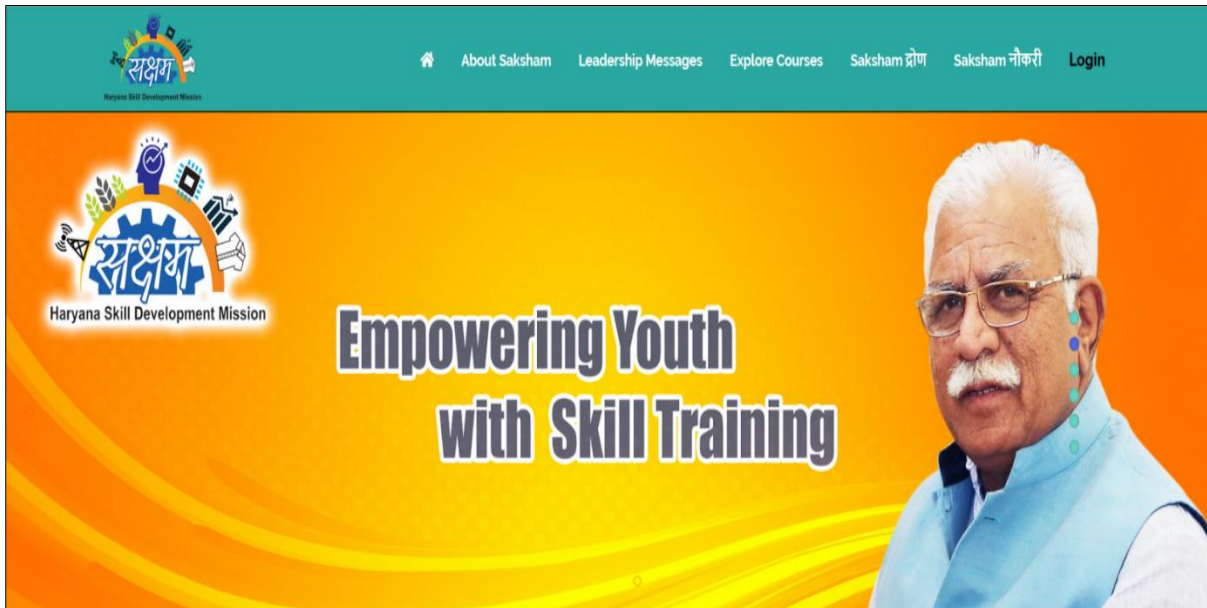 सक्षम
Haryana Skill Development Mission
About Saksham Leadership Messages Explore Courses Saksham द्रोण Saksham नौकरी Login
सक्षम
Haryana Skill Development Mission
Empowering Youth
with Skill Training